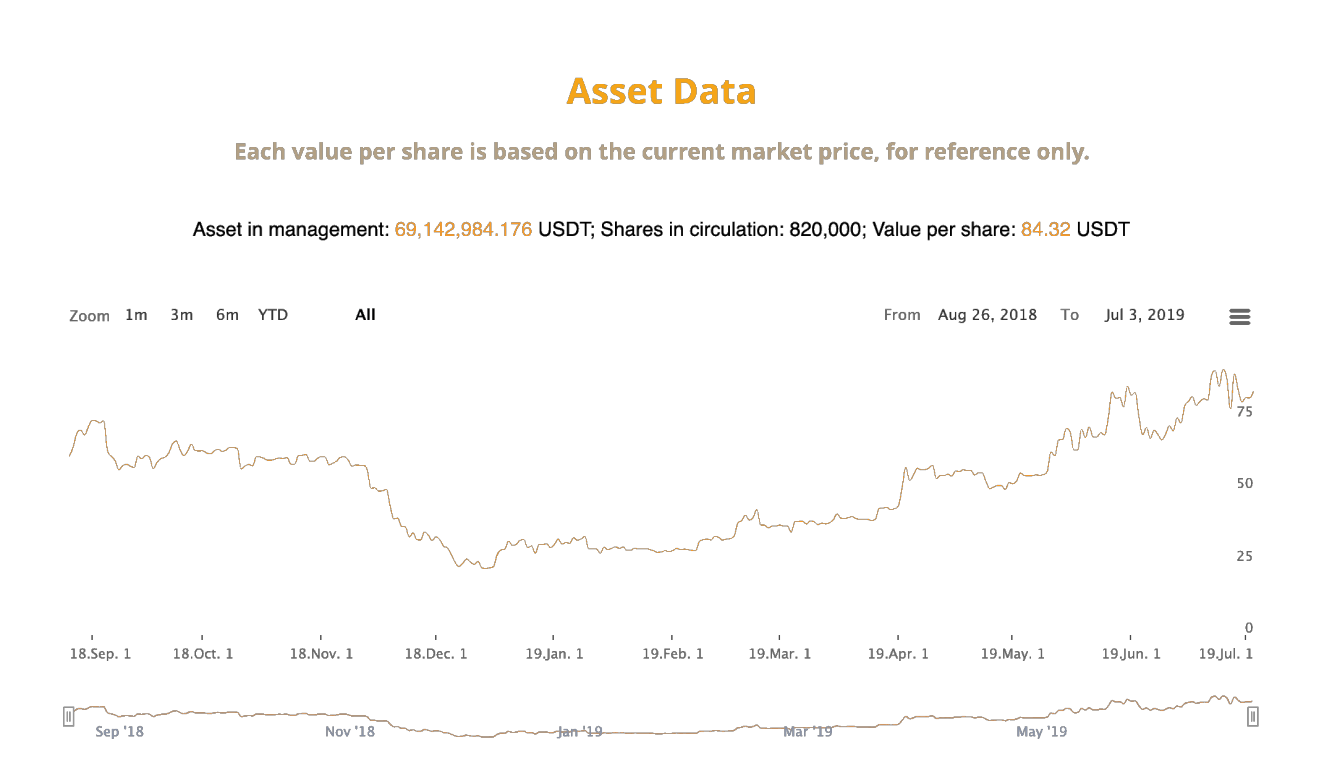 Asset Data
Each value per share is based on the current market price, for reference only.
Asset in management: 69,142,984.176 USDT; Shares in circulation: 820,000; Value per share: 84.32 USDT
Zoom 1m 3m 6m YTD All From Aug 26, 2018 To Jul 3, 2019
75
50
25
0
18.Sep. 1 18.Oct. 1 18.Nov. 1 18.Dec. 1 19.Jan. 1 19.Feb. 1 19.Mar. 1 19.Apr. 1 19.May. 1 19.Jun. 1 19.Jul. 1
Sep '18 Nov '18 Jan '19 Mar '19 May '19